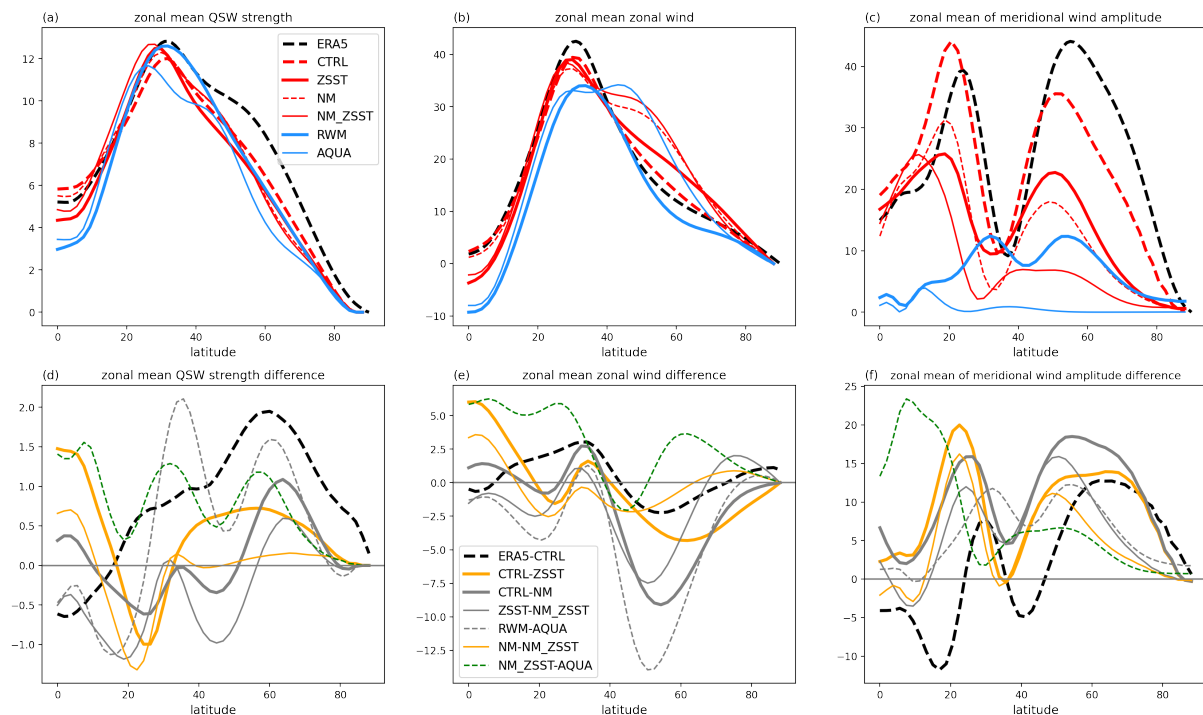 (a) zonal mean QSW strength
12
10
8
6
4
2
0
0 20 40 60 80
latitude
ERA5
CTRL
ZSST
NM
NM_ZSST
RWM
AQUA
(b) zonal mean zonal wind
40
30
20
10
0
−10
0 20 40 60 80
latitude
(c) zonal mean of meridional wind amplitude
40
30
20
10
0
0 20 40 60 80
latitude
(d) zonal mean QSW strength difference
2.0
1.5
1.0
0.5
0.0
−0.5
−1.0
0 20 40 60 80
latitude
(e) zonal mean zonal wind difference
5.0
2.5
0.0
−2.5
−5.0
−7.5
−10.0
−12.5
0 20 40 60 80
latitude
ERA5-CTRL
CTRL-ZSST
CTRL-NM
ZSST-NM_ZSST
RWM-AQUA
NM-NM_ZSST
NM_ZSST-AQUA
(f) zonal mean of meridional wind amplitude difference
25
20
15
10
5
0
−5
−10
0 20 40 60 80
latitude